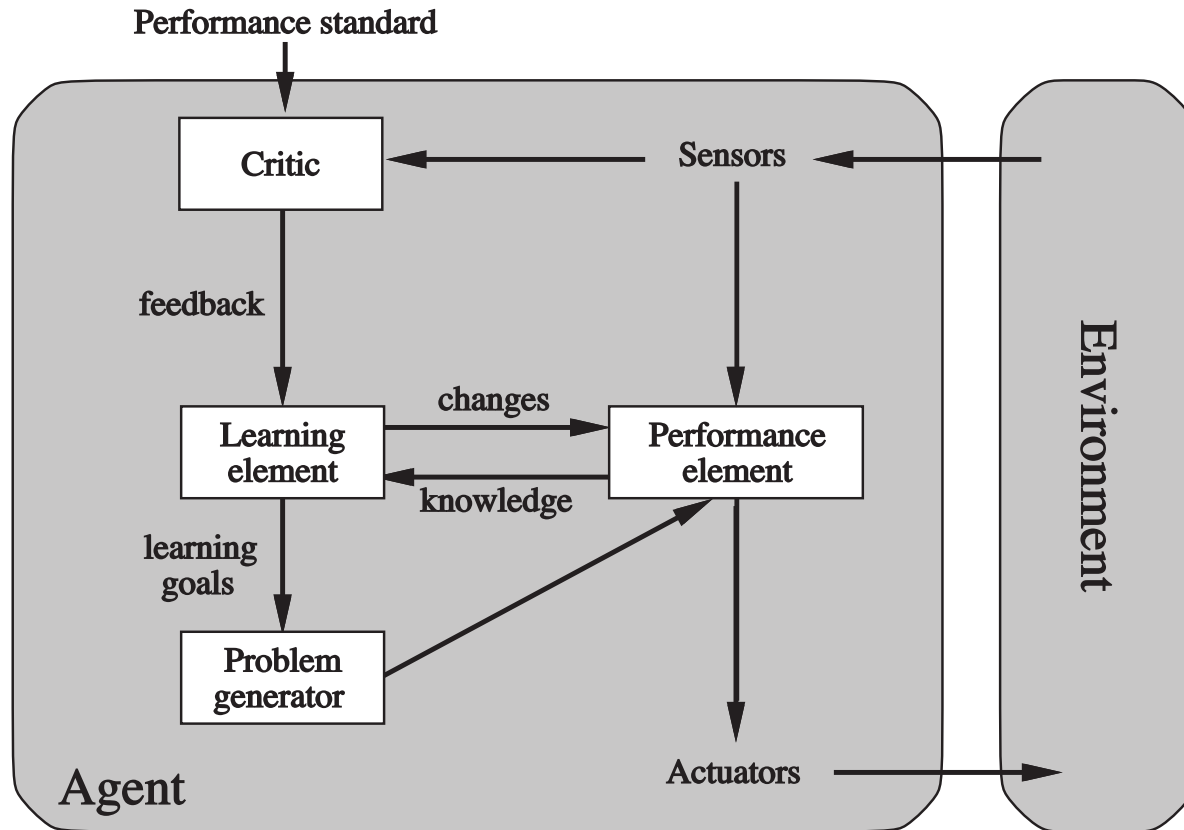 Performance standard
Critic
Sensors
feedback
changes
Learning
element
Performance
element
knowledge
learning
goals
Problem
generator
Agent
Actuators
Environment